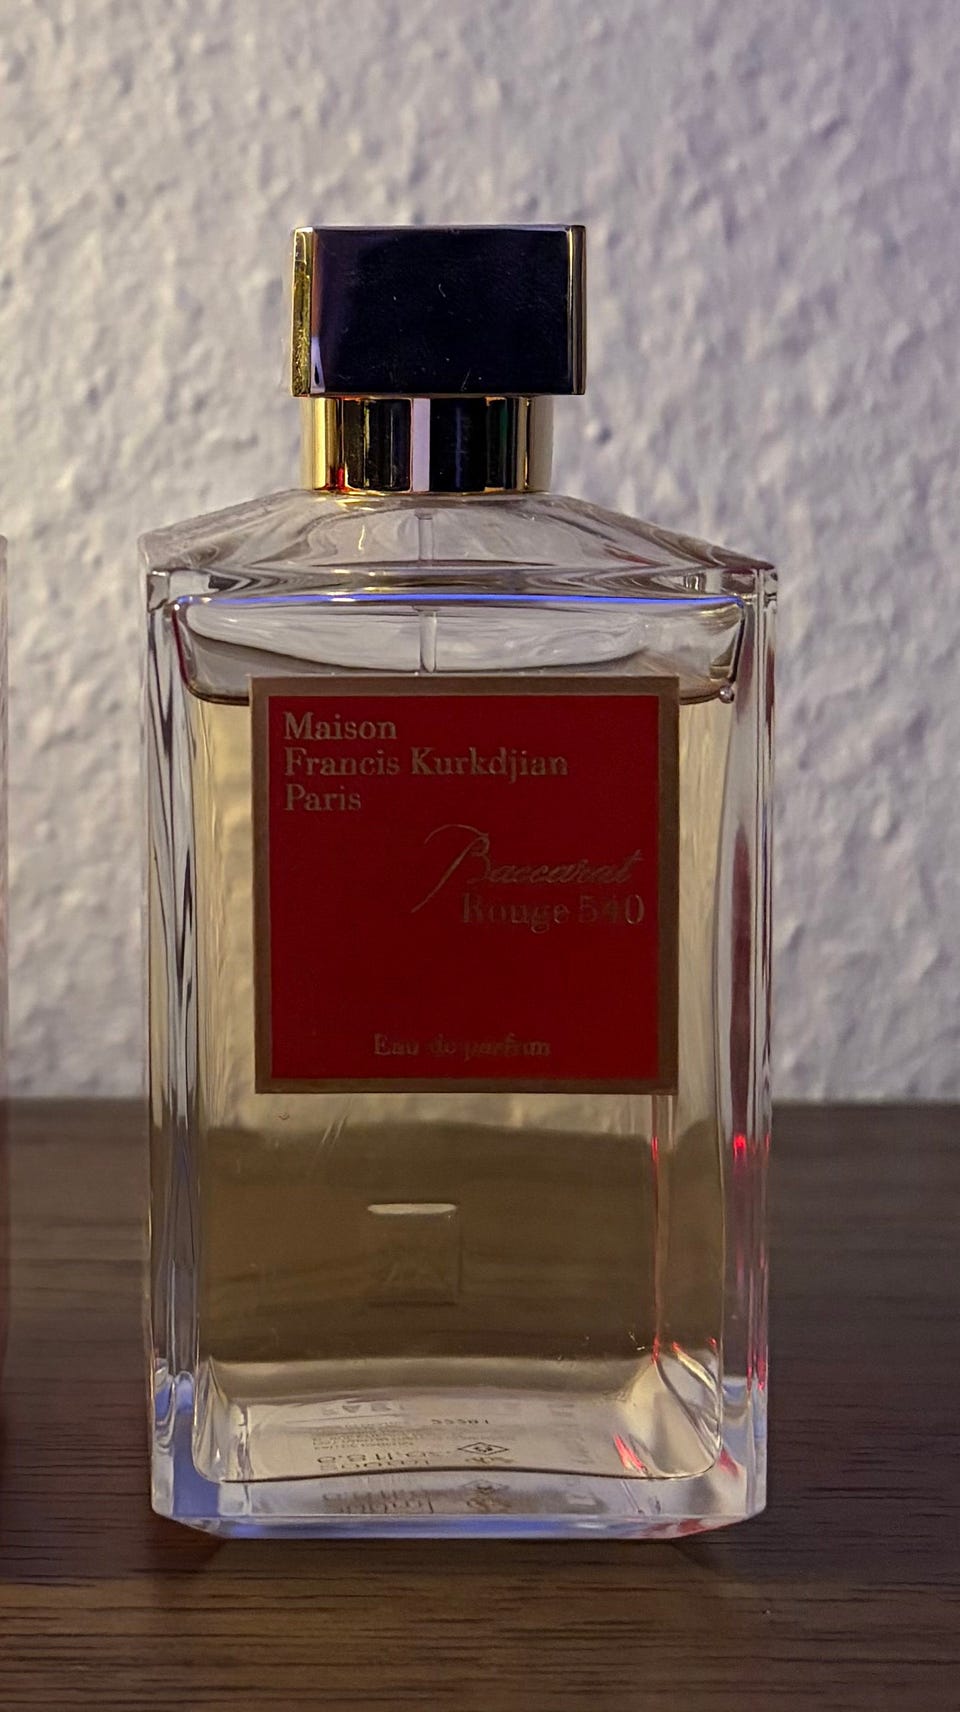 Maison
Francis Kurkdjian
Paris
Baccarat
Rouge 540
Eau de parfum